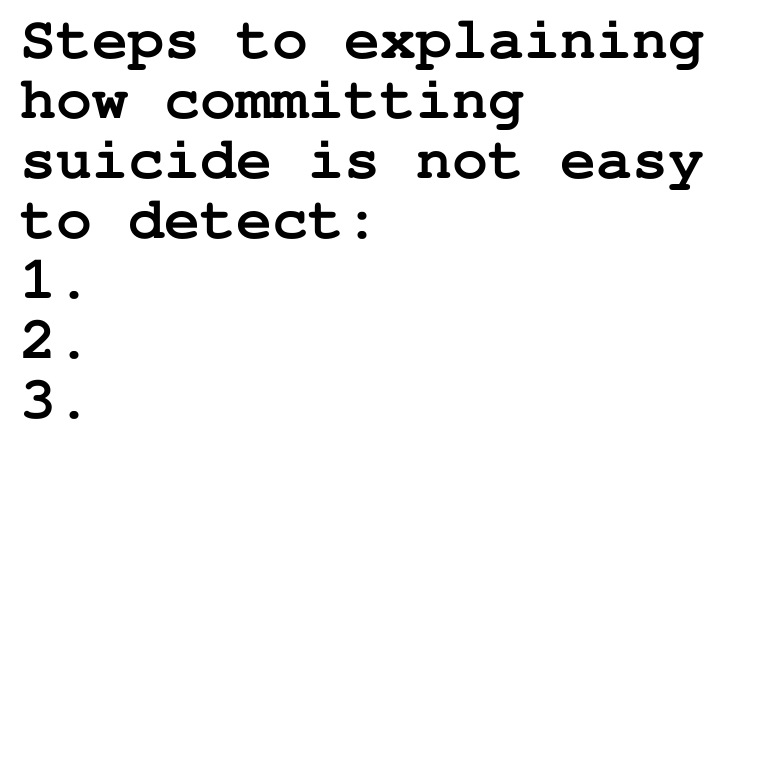 Steps to explaining
how committing
suicide is not easy
to detect:
1.
2.
3.